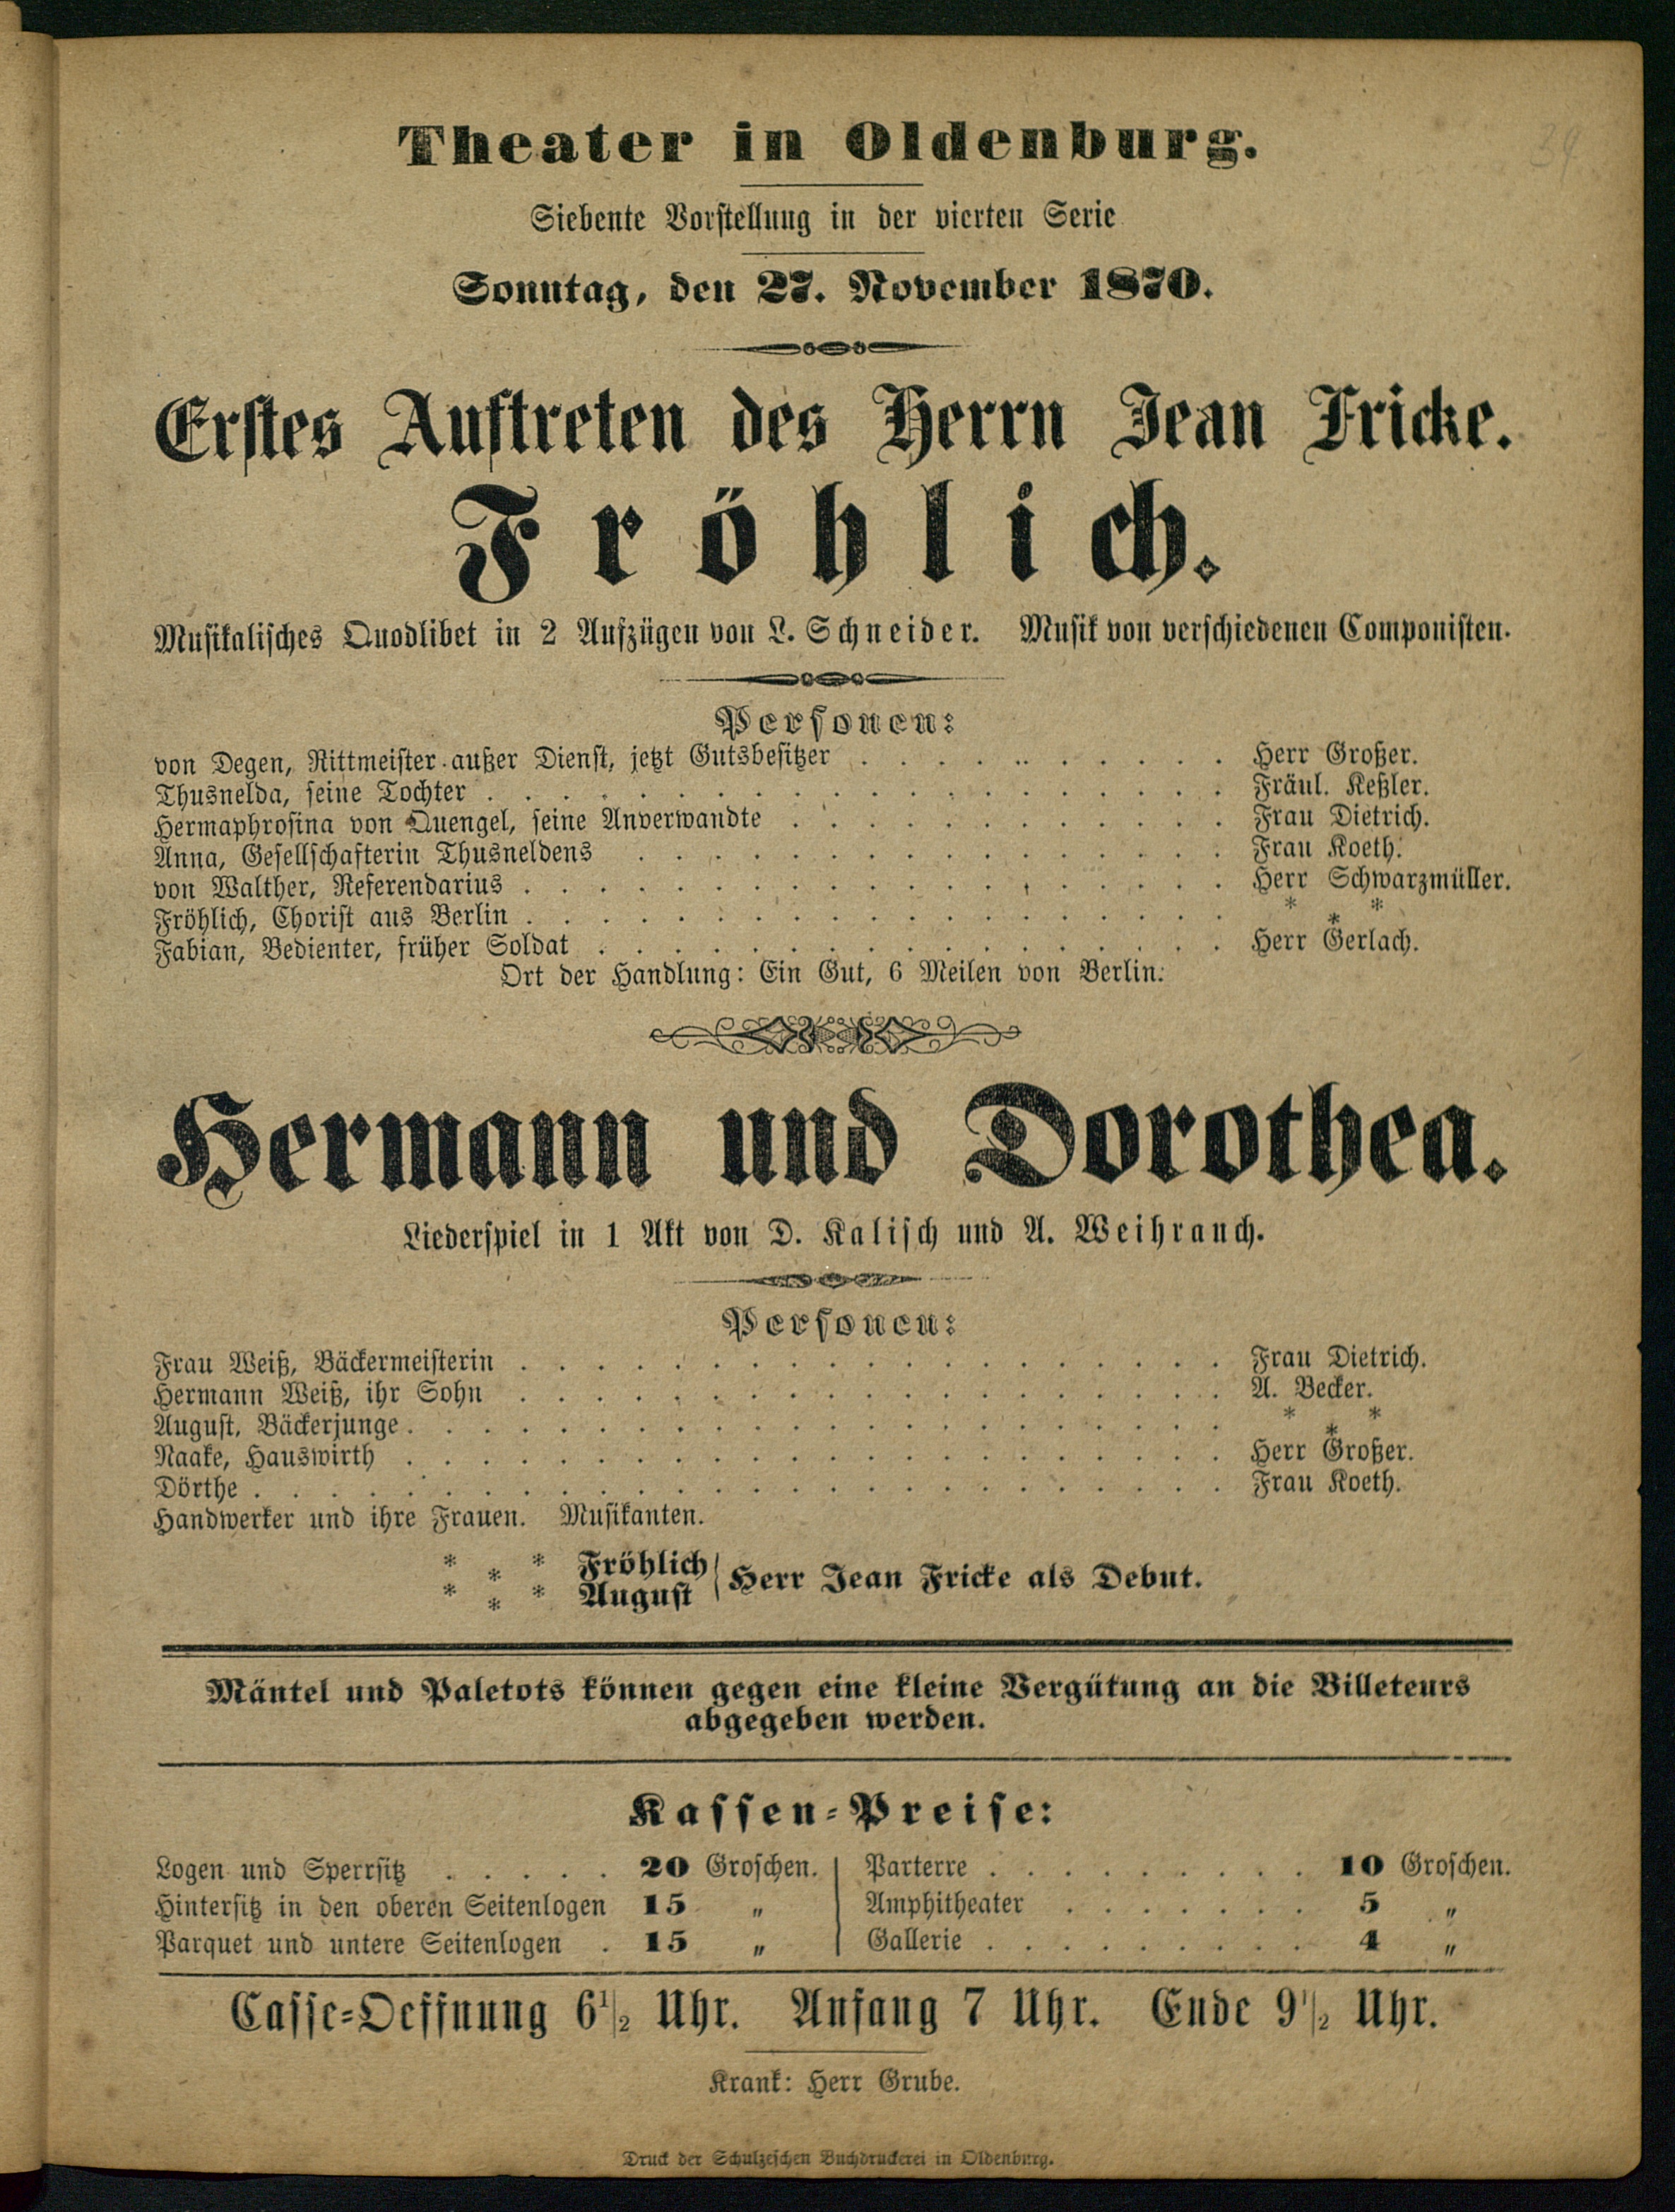 34
Theater in Oldenburg.
Siebente Vorstellung in der vierten Serie
Sonntag, den 27. November 1870.
Erstes Auftreten des Herrn Jean Fricke.
Fröhlich.
Musikalisches Quodlibet in 2 Aufzügen von L. Schneider. Musik von verschiedenen Componisten.
Personen:
von Degen, Rittmeister außer Dienst, jetzt Gutsbesitzer . . . . . . . . . . Herr Großer.
Thusnelda, seine Tochter . . . . . . . . . . . . . . . . . . . . Fräul. Keßler.
Hermaphrosina von Quengel, seine Anverwandte . . . . . . . . . . . . Frau Dietrich.
Anna, Gesellschafterin Thusneldens . . . . . . . . . . . . . . . . Frau Koeth.
von Walther, Referendarius . . . . . . . . . . . . . . . . . . . Herr Schwarzmüller.
Fröhlich, Chorist aus Berlin . . . . . . . . . . . . . . . . . . . * * *
Fabian, Bedienter, früher Soldat . . . . . . . . . . . . . . . . . Herr Gerlach.
Ort der Handlung: Ein Gut, 6 Meilen von Berlin.
Hermann und Dorothea.
Liederspiel in 1 Akt von D. Kalisch und A. Weihrauch.
Personen:
Frau Weiß, Bäckermeisterin . . . . . . . . . . . . . . . . . . . Frau Dietrich.
Hermann Weiß, ihr Sohn . . . . . . . . . . . . . . . . . . . A. Becker.
August, Bäckerjunge . . . . . . . . . . . . . . . . . . . . . . * * *
Naake, Hauswirth . . . . . . . . . . . . . . . . . . . . . . Herr Großer.
Dörthe . . . . . . . . . . . . . . . . . . . . . . . . . . Frau Koeth.
Handwerker und ihre Frauen. Musikanten.
* * * Fröhlich
* * * August } Herr Jean Fricke als Debut.
Mäntel und Paletots können gegen eine kleine Vergütung an die Billeteurs
abgegeben werden.
Kassen-Preise:
Logen und Sperrsitz . . . . . 20 Groschen. | Parterre . . . . . . . . . 10 Groschen.
Hintersitz in den oberen Seitenlogen 15 " | Amphitheater . . . . . . . 5 "
Parquet und untere Seitenlogen . 15 " | Gallerie . . . . . . . . . 4 "
Casse-Oeffnung 6 1/2 Uhr. Anfang 7 Uhr. Ende 9 1/2 Uhr.
Krank: Herr Grube.
Druck der Schulzeschen Buchdruckerei in Oldenburg.